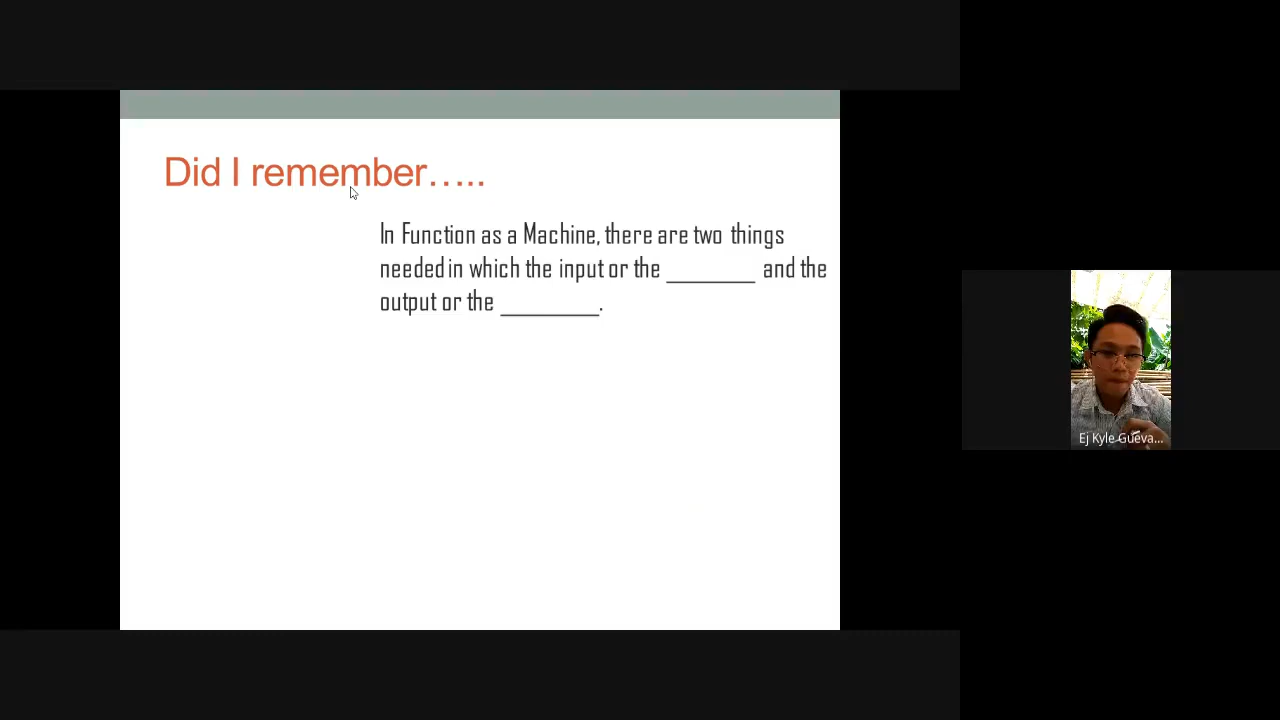 Did I remember…..
In Function as a Machine, there are two things
needed in which the input or the _________ and the
output or the __________.
Ej Kyle Gueva...